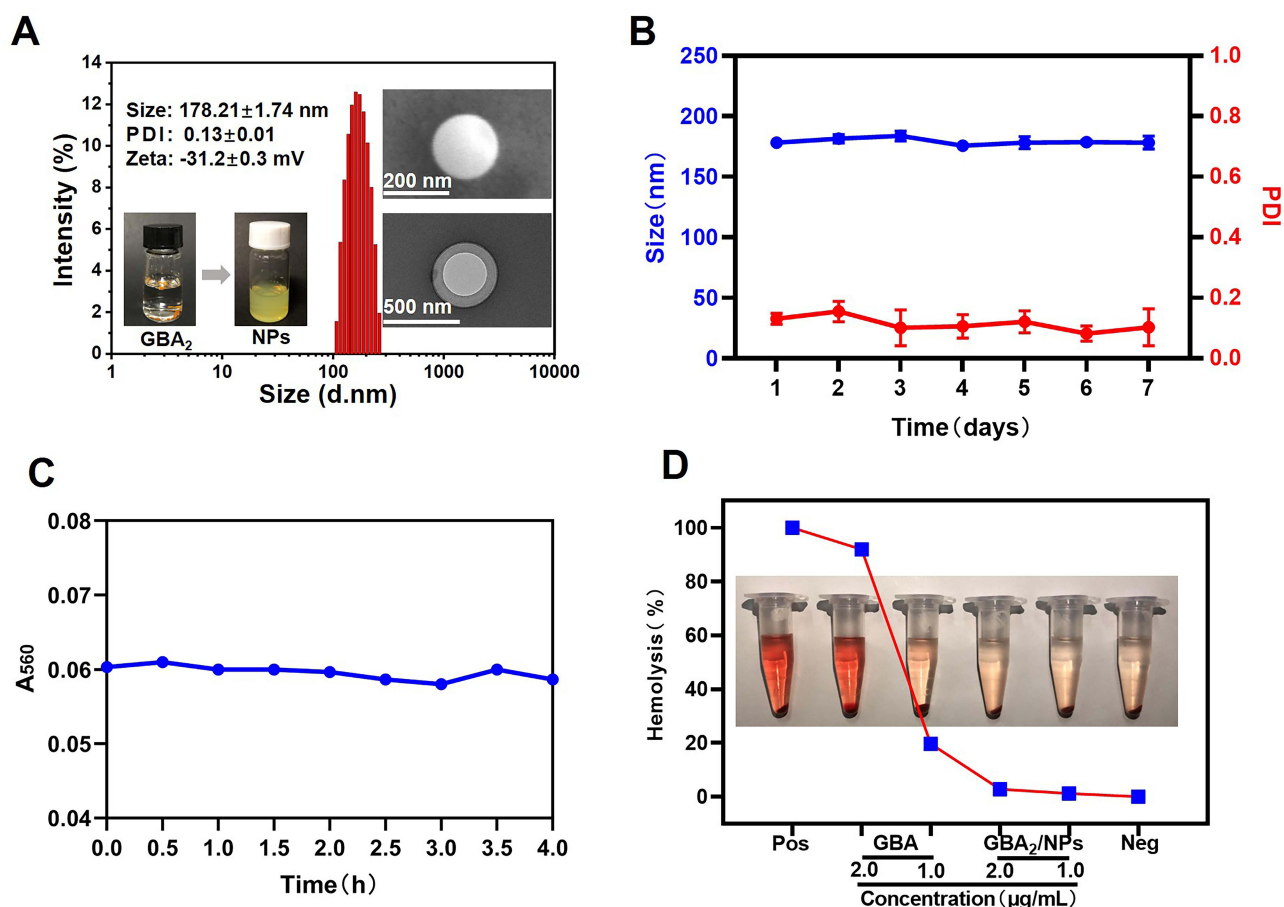 A
14
12
10
8
6
4
2
0
Intensity (%)
Size: 178.21±1.74 nm
PDI: 0.13±0.01
Zeta: -31.2±0.3 mV
200 nm
500 nm
GBA₂
NPs
1
10
100
1000
10000
Size (d.nm)
B
250
200
150
100
50
0
Size(nm)
1.0
0.8
0.6
0.4
0.2
0.0
PDI
1
2
3
4
5
6
7
Time(days)
C
0.08
0.07
0.06
0.05
0.04
A560
0.0
0.5
1.0
1.5
2.0
2.5
3.0
3.5
4.0
Time(h)
D
100
80
60
40
20
0
Hemolysis(%)
Pos
GBA
GBA₂/NPs
Neg
2.0
1.0
2.0
1.0
Concentration(μg/mL)